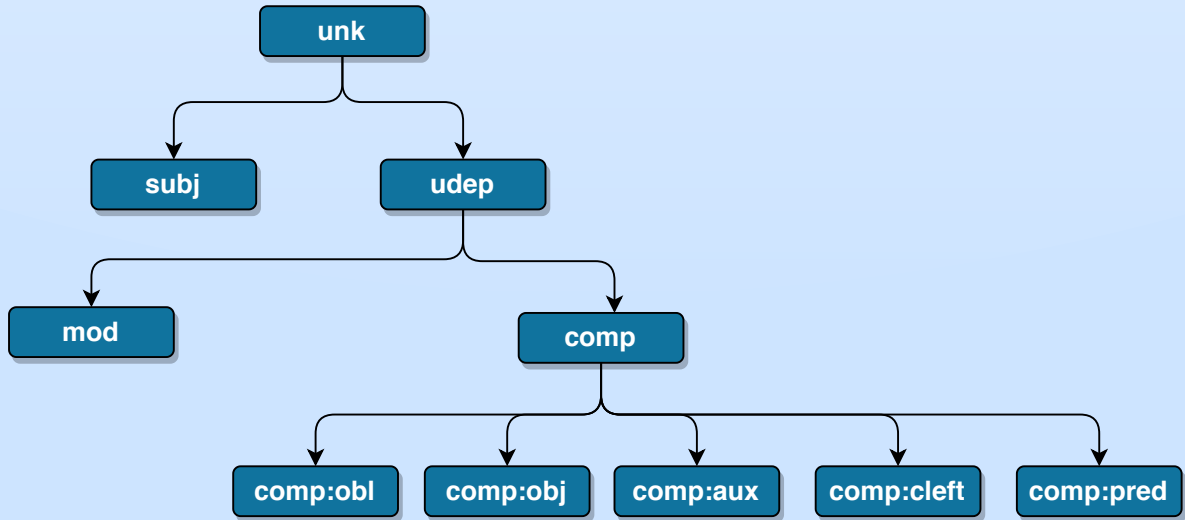 unk
subj
udep
mod
comp
comp:obl
comp:obj
comp:aux
comp:cleft
comp:pred